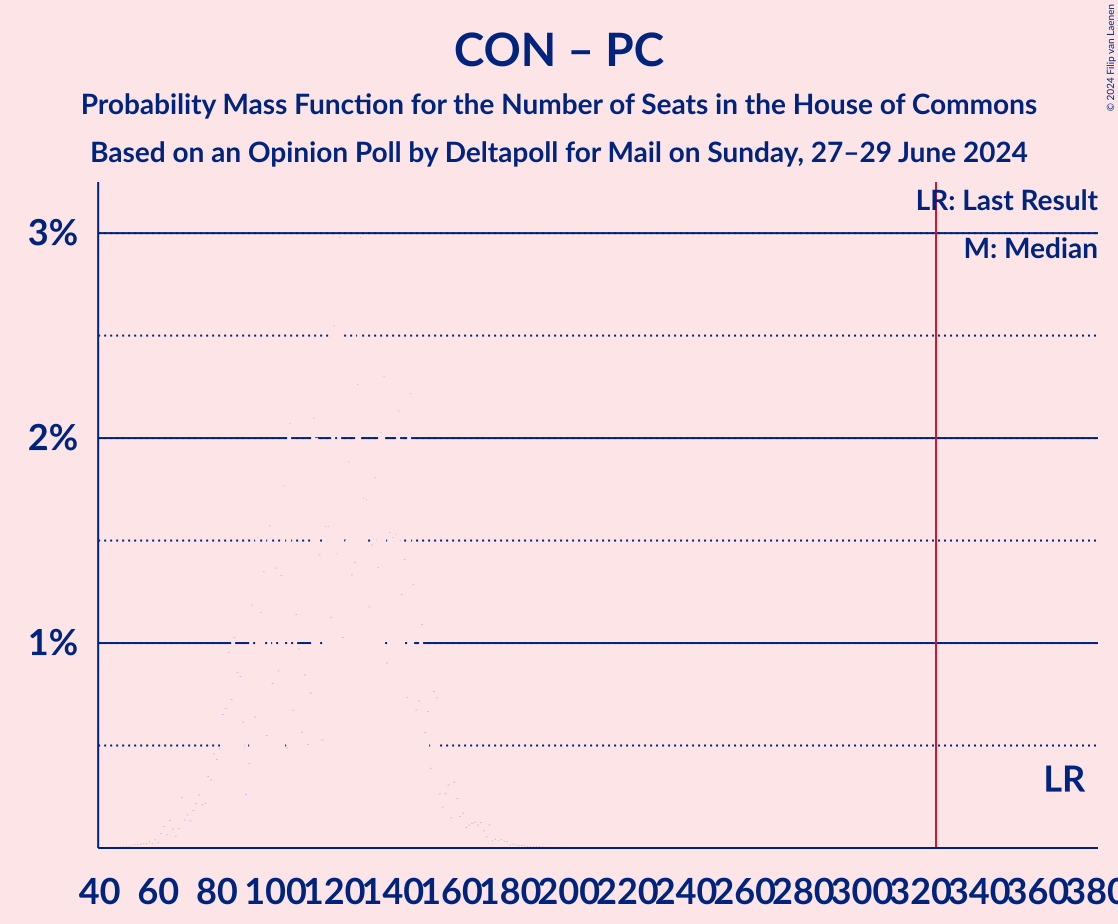 CON – PC
Probability Mass Function for the Number of Seats in the House of Commons
Based on an Opinion Poll by Deltapoll for Mail on Sunday, 27–29 June 2024
© 2024 Filip van Laenen
LR: Last Result
M: Median
3%
2%
1%
LR
40 60 80 100 120 140 160 180 200 220 240 260 280 300 320 340 360 380